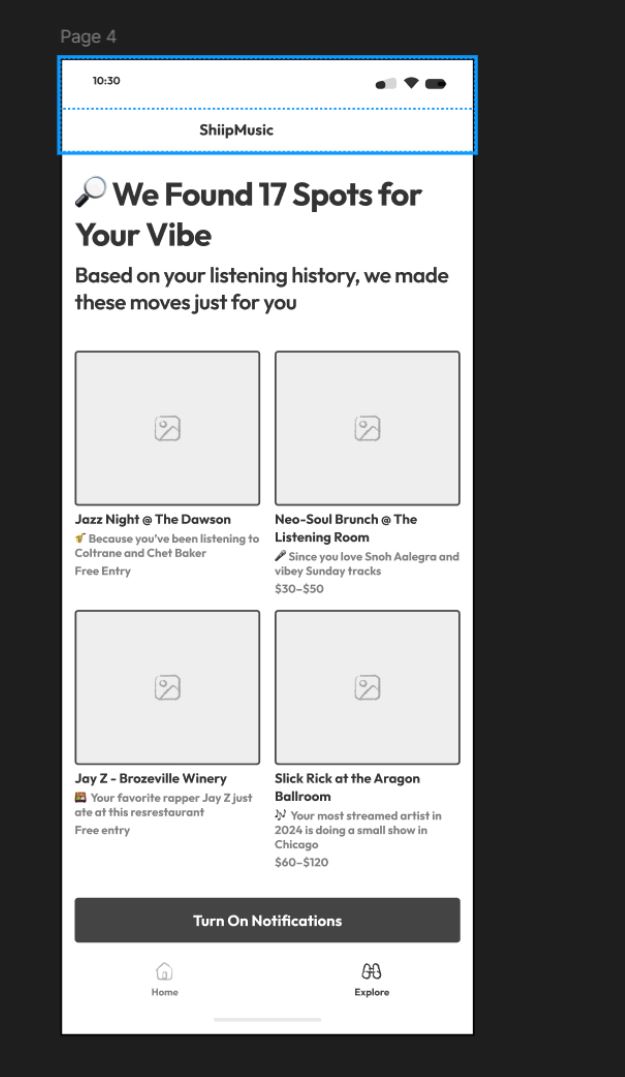 Page 4
10:30
ShiipMusic
🔎 We Found 17 Spots for
Your Vibe
Based on your listening history, we made
these moves just for you
Jazz Night @ The Dawson
🎷 Because you've been listening to
Coltrane and Chet Baker
Free Entry
Neo-Soul Brunch @ The
Listening Room
🎤 Since you love Snoh Aalegra and
vibey Sunday tracks
$30–$50
Jay Z - Brozeville Winery
🍱 Your favorite rapper Jay Z just
ate at this resrestaurant
Free entry
Slick Rick at the Aragon
Ballroom
🎶 Your most streamed artist in
2024 is doing a small show in
Chicago
$60–$120
Turn On Notifications
Home
Explore